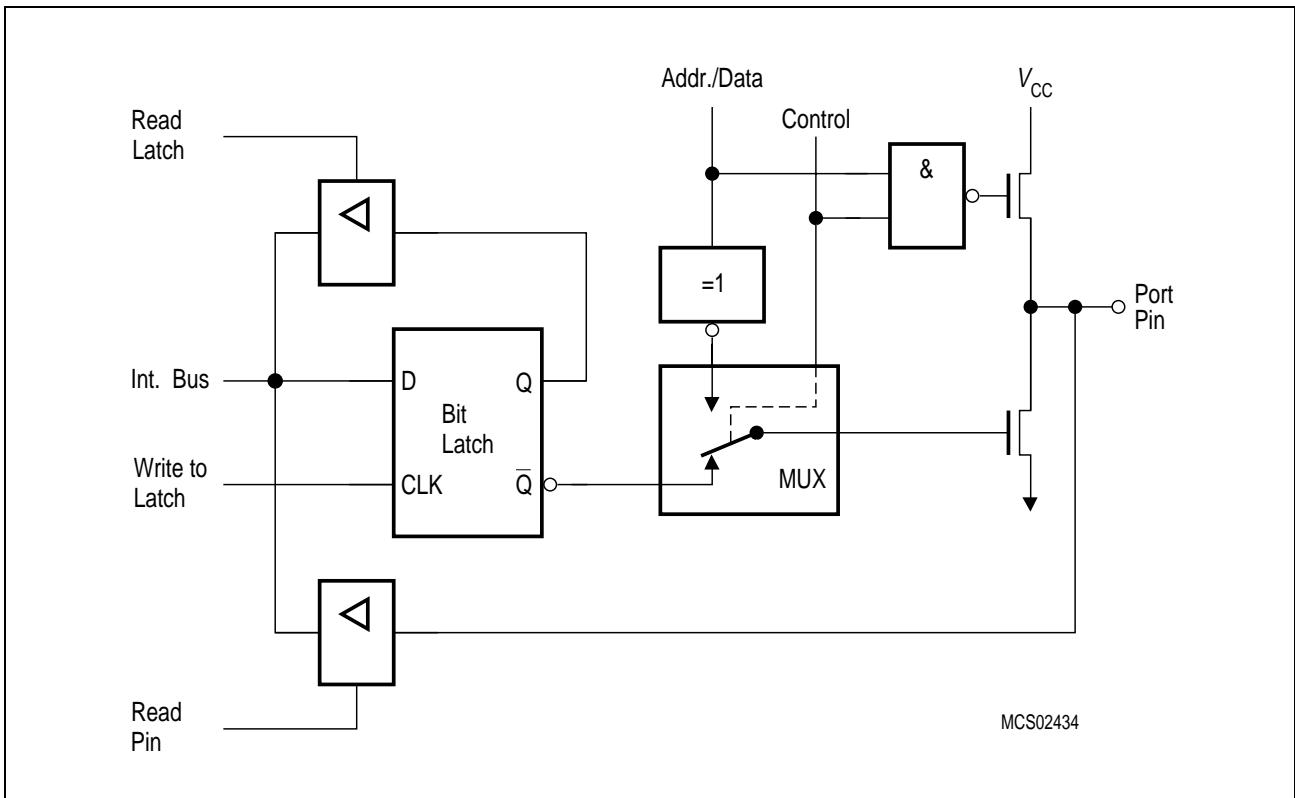 Addr./Data
V
CC
Control
Read
Latch
&
=1
Port
Pin
Int. Bus
D
Q
Bit
Latch
Write to
Latch
CLK
Q̅
MUX
Read
Pin
MCS02434